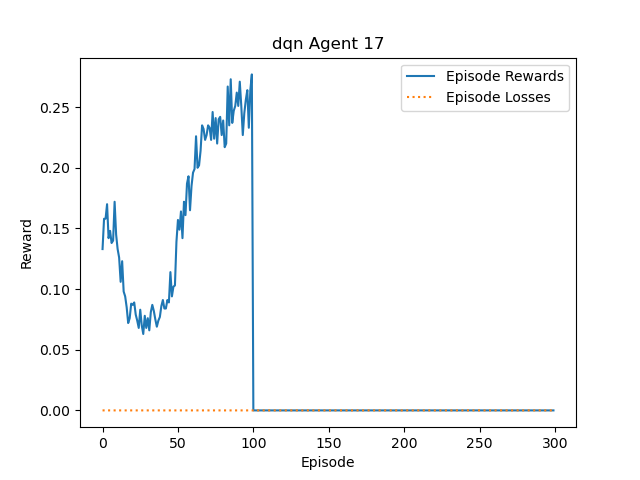 dqn Agent 17
Episode Rewards
Episode Losses
0.25
0.20
0.15
0.10
0.05
0.00
Reward
0 50 100 150 200 250 300
Episode